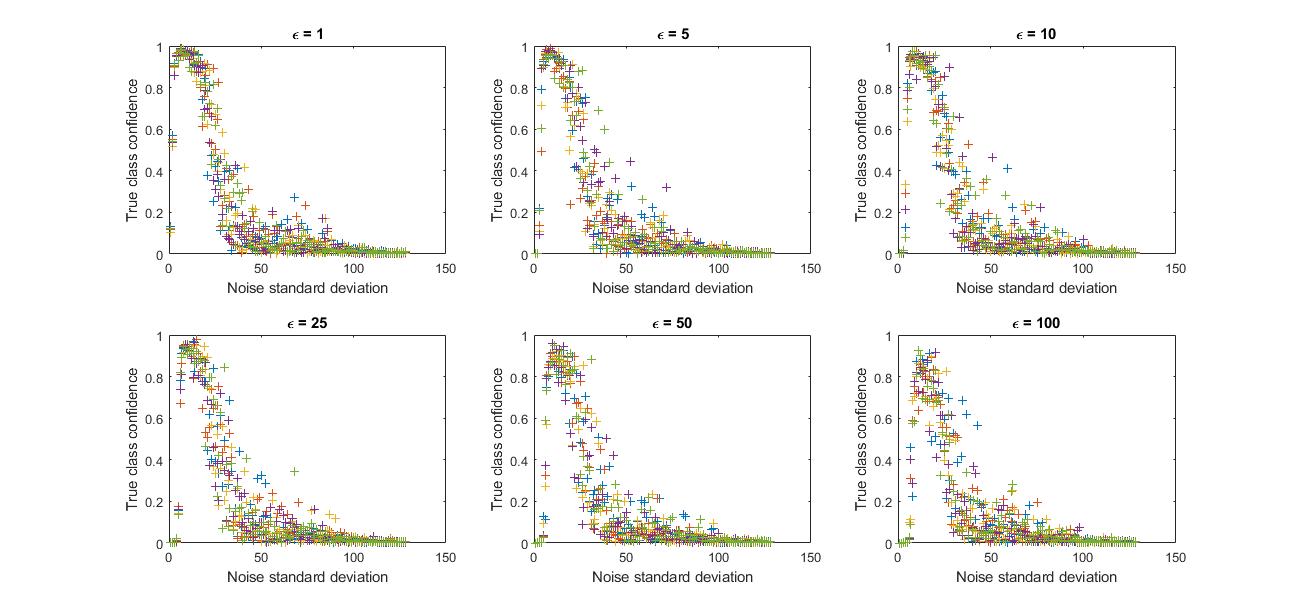 ϵ = 1
ϵ = 5
ϵ = 10
True class confidence
1
0.8
0.6
0.4
0.2
0
0 50 100 150
Noise standard deviation
True class confidence
1
0.8
0.6
0.4
0.2
0
0 50 100 150
Noise standard deviation
True class confidence
1
0.8
0.6
0.4
0.2
0
0 50 100 150
Noise standard deviation
ϵ = 25
ϵ = 50
ϵ = 100
True class confidence
1
0.8
0.6
0.4
0.2
0
0 50 100 150
Noise standard deviation
True class confidence
1
0.8
0.6
0.4
0.2
0
0 50 100 150
Noise standard deviation
True class confidence
1
0.8
0.6
0.4
0.2
0
0 50 100 150
Noise standard deviation